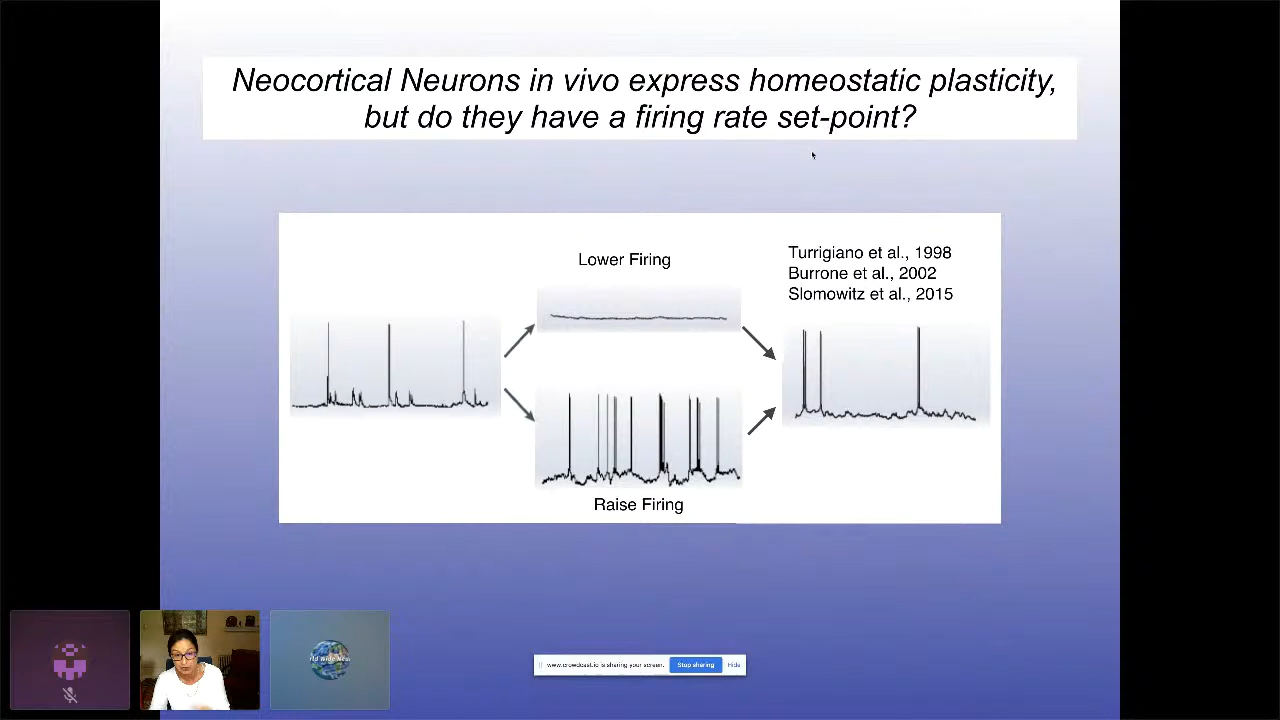 Neocortical Neurons in vivo express homeostatic plasticity,
but do they have a firing rate set-point?
Lower Firing
Turrigiano et al., 1998
Burrone et al., 2002
Slomowitz et al., 2015
Raise Firing
www.crowdcast.io is sharing your screen.
Stop sharing
Hide